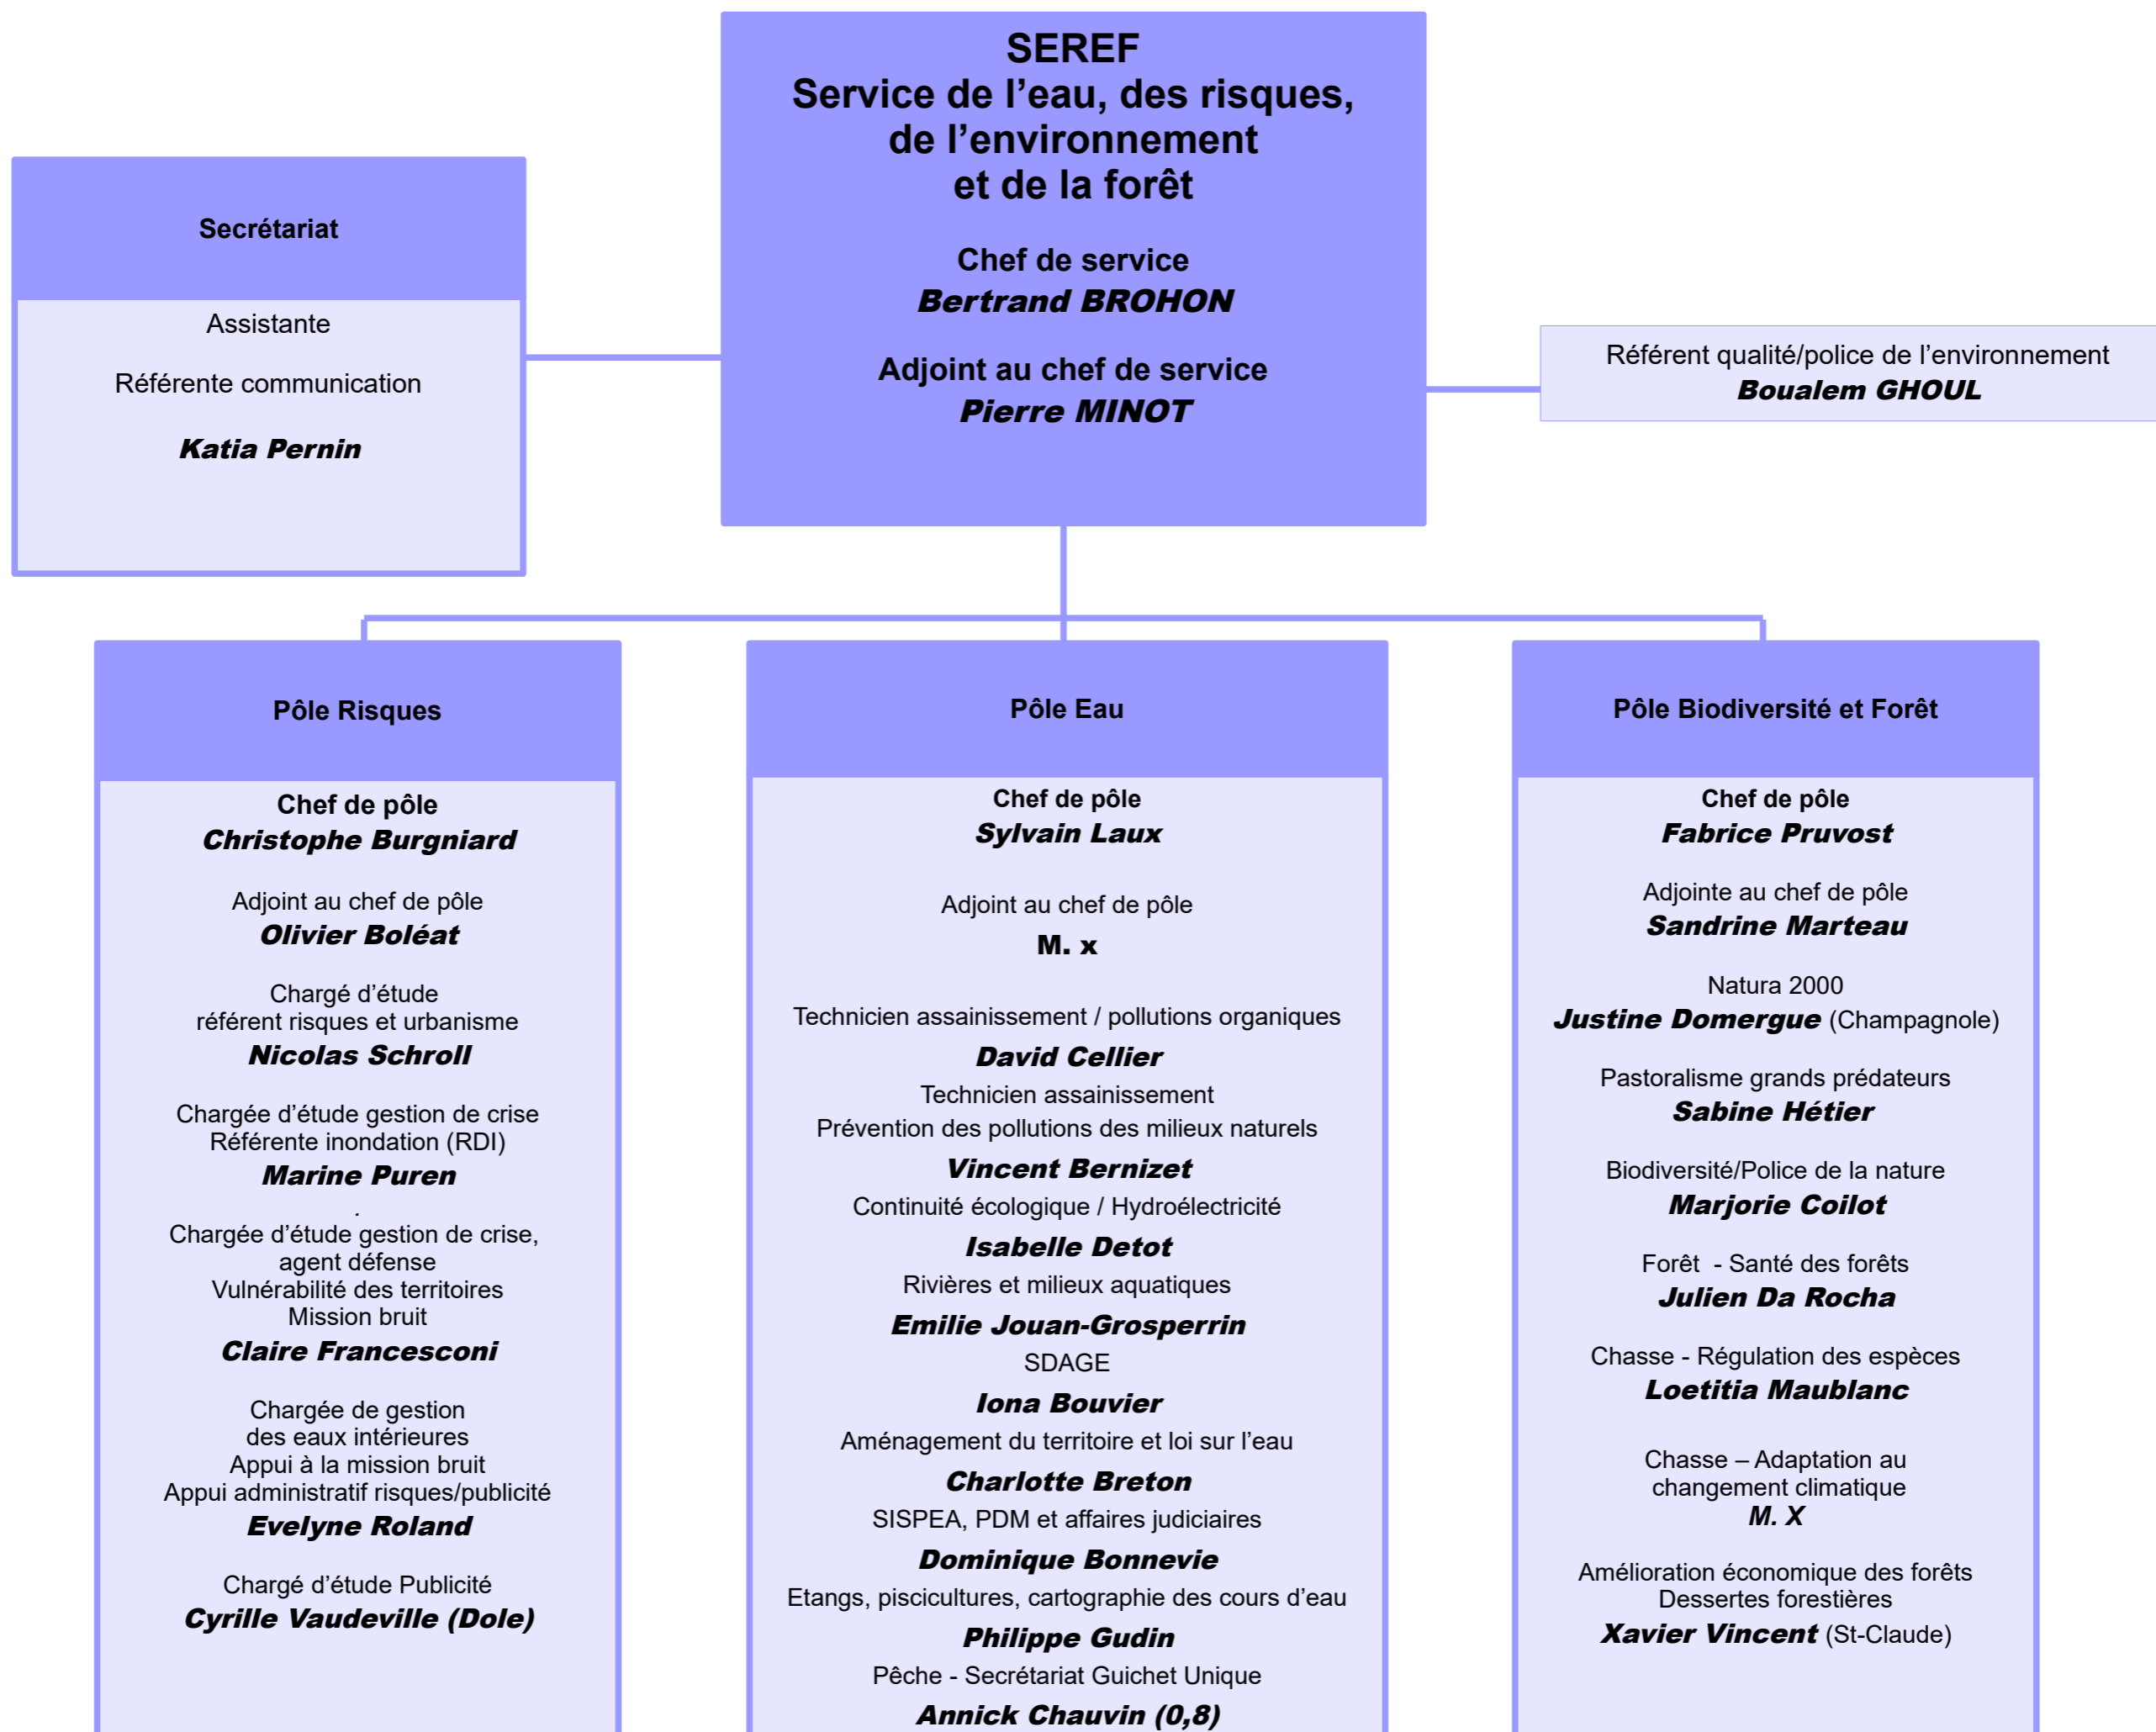 SEREF
Service de l'eau, des risques,
de l'environnement
et de la forêt
Chef de service
Bertrand BROHON
Adjoint au chef de service
Pierre MINOT
Secrétariat
Assistante
Référente communication
Katia Pernin
Référent qualité/police de l'environnement
Boualem GHOUL
Pôle Risques
Chef de pôle
Christophe Burgniard
Adjoint au chef de pôle
Olivier Boléat
Chargé d'étude
référent risques et urbanisme
Nicolas Schroll
Chargée d'étude gestion de crise
Référente inondation (RDI)
Marine Puren
.
Chargée d'étude gestion de crise,
agent défense
Vulnérabilité des territoires
Mission bruit
Claire Francesconi
Chargée de gestion
des eaux intérieures
Appui à la mission bruit
Appui administratif risques/publicité
Evelyne Roland
Chargé d'étude Publicité
Cyrille Vaudeville (Dole)
Pôle Eau
Chef de pôle
Sylvain Laux
Adjoint au chef de pôle
M. x
Technicien assainissement / pollutions organiques
David Cellier
Technicien assainissement
Prévention des pollutions des milieux naturels
Vincent Bernizet
Continuité écologique / Hydroélectricité
Isabelle Detot
Rivières et milieux aquatiques
Emilie Jouan-Grosperrin
SDAGE
Iona Bouvier
Aménagement du territoire et loi sur l'eau
Charlotte Breton
SISPEA, PDM et affaires judiciaires
Dominique Bonnevie
Etangs, piscicultures, cartographie des cours d'eau
Philippe Gudin
Pêche - Secrétariat Guichet Unique
Annick Chauvin (0,8)
Pôle Biodiversité et Forêt
Chef de pôle
Fabrice Pruvost
Adjointe au chef de pôle
Sandrine Marteau
Natura 2000
Justine Domergue (Champagnole)
Pastoralisme grands prédateurs
Sabine Hétier
Biodiversité/Police de la nature
Marjorie Coilot
Forêt - Santé des forêts
Julien Da Rocha
Chasse - Régulation des espèces
Loetitia Maublanc
Chasse – Adaptation au
changement climatique
M. X
Amélioration économique des forêts
Dessertes forestières
Xavier Vincent (St-Claude)